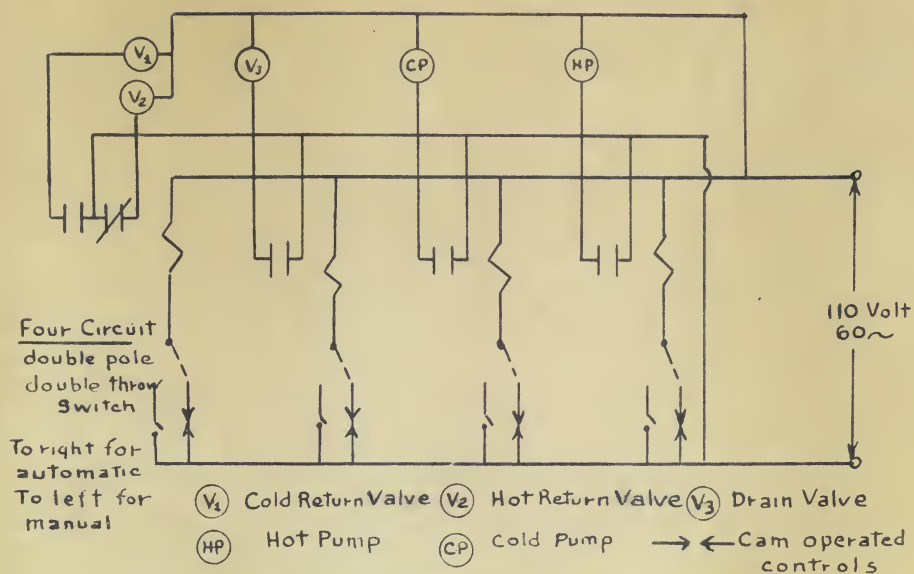 V1
V2
V3
CP
HP
110 Volt
60~
Four Circuit
double pole
double throw
Switch
To right for
automatic
To left for
manual
V1 Cold Return Valve V2 Hot Return Valve V3 Drain Valve
HP Hot Pump CP Cold Pump Cam operated
controls